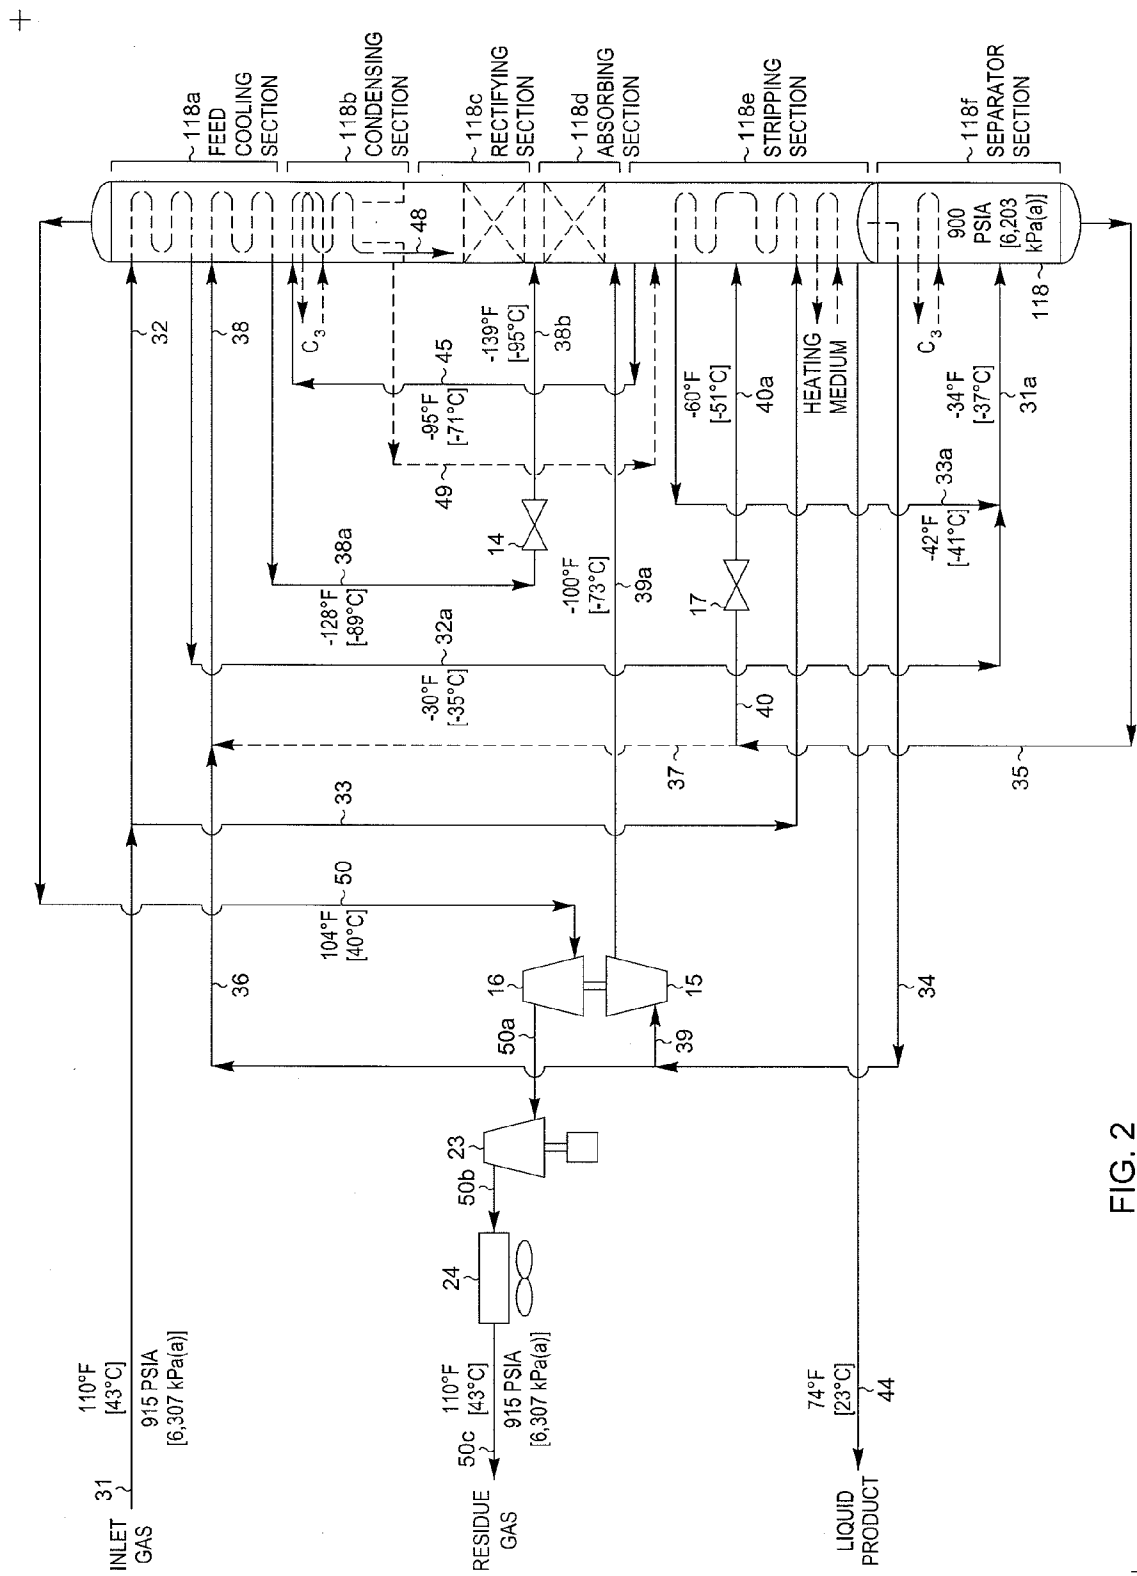 118a
FEED
COOLING
SECTION
118b
CONDENSING
SECTION
118c
RECTIFYING
SECTION
118d
ABSORBING
SECTION
118e
STRIPPING
SECTION
118f
SEPARATOR
SECTION
32
38
C3
48
-139°F
[-95°C]
38b
45
-95°F
[-71°C]
49
-60°F
[-51°C]
40a
HEATING
MEDIUM
900
PSIA
[6,203
kPa(a)]
118
C3
-34°F
[-37°C]
31a
33a
-42°F
[-41°C]
14
38a
-128°F
[-89°C]
-100°F
[-73°C]
39a
17
32a
-30°F
[-35°C]
40
37
35
33
50
104°F
[40°C]
36
16
15
34
50a
39
23
50b
24
110°F
[43°C]
915 PSIA
[6,307 kPa(a)]
31
INLET
GAS
110°F
[43°C]
915 PSIA
[6,307 kPa(a)]
50c
RESIDUE
GAS
74°F
[23°C]
44
LIQUID
PRODUCT
FIG. 2